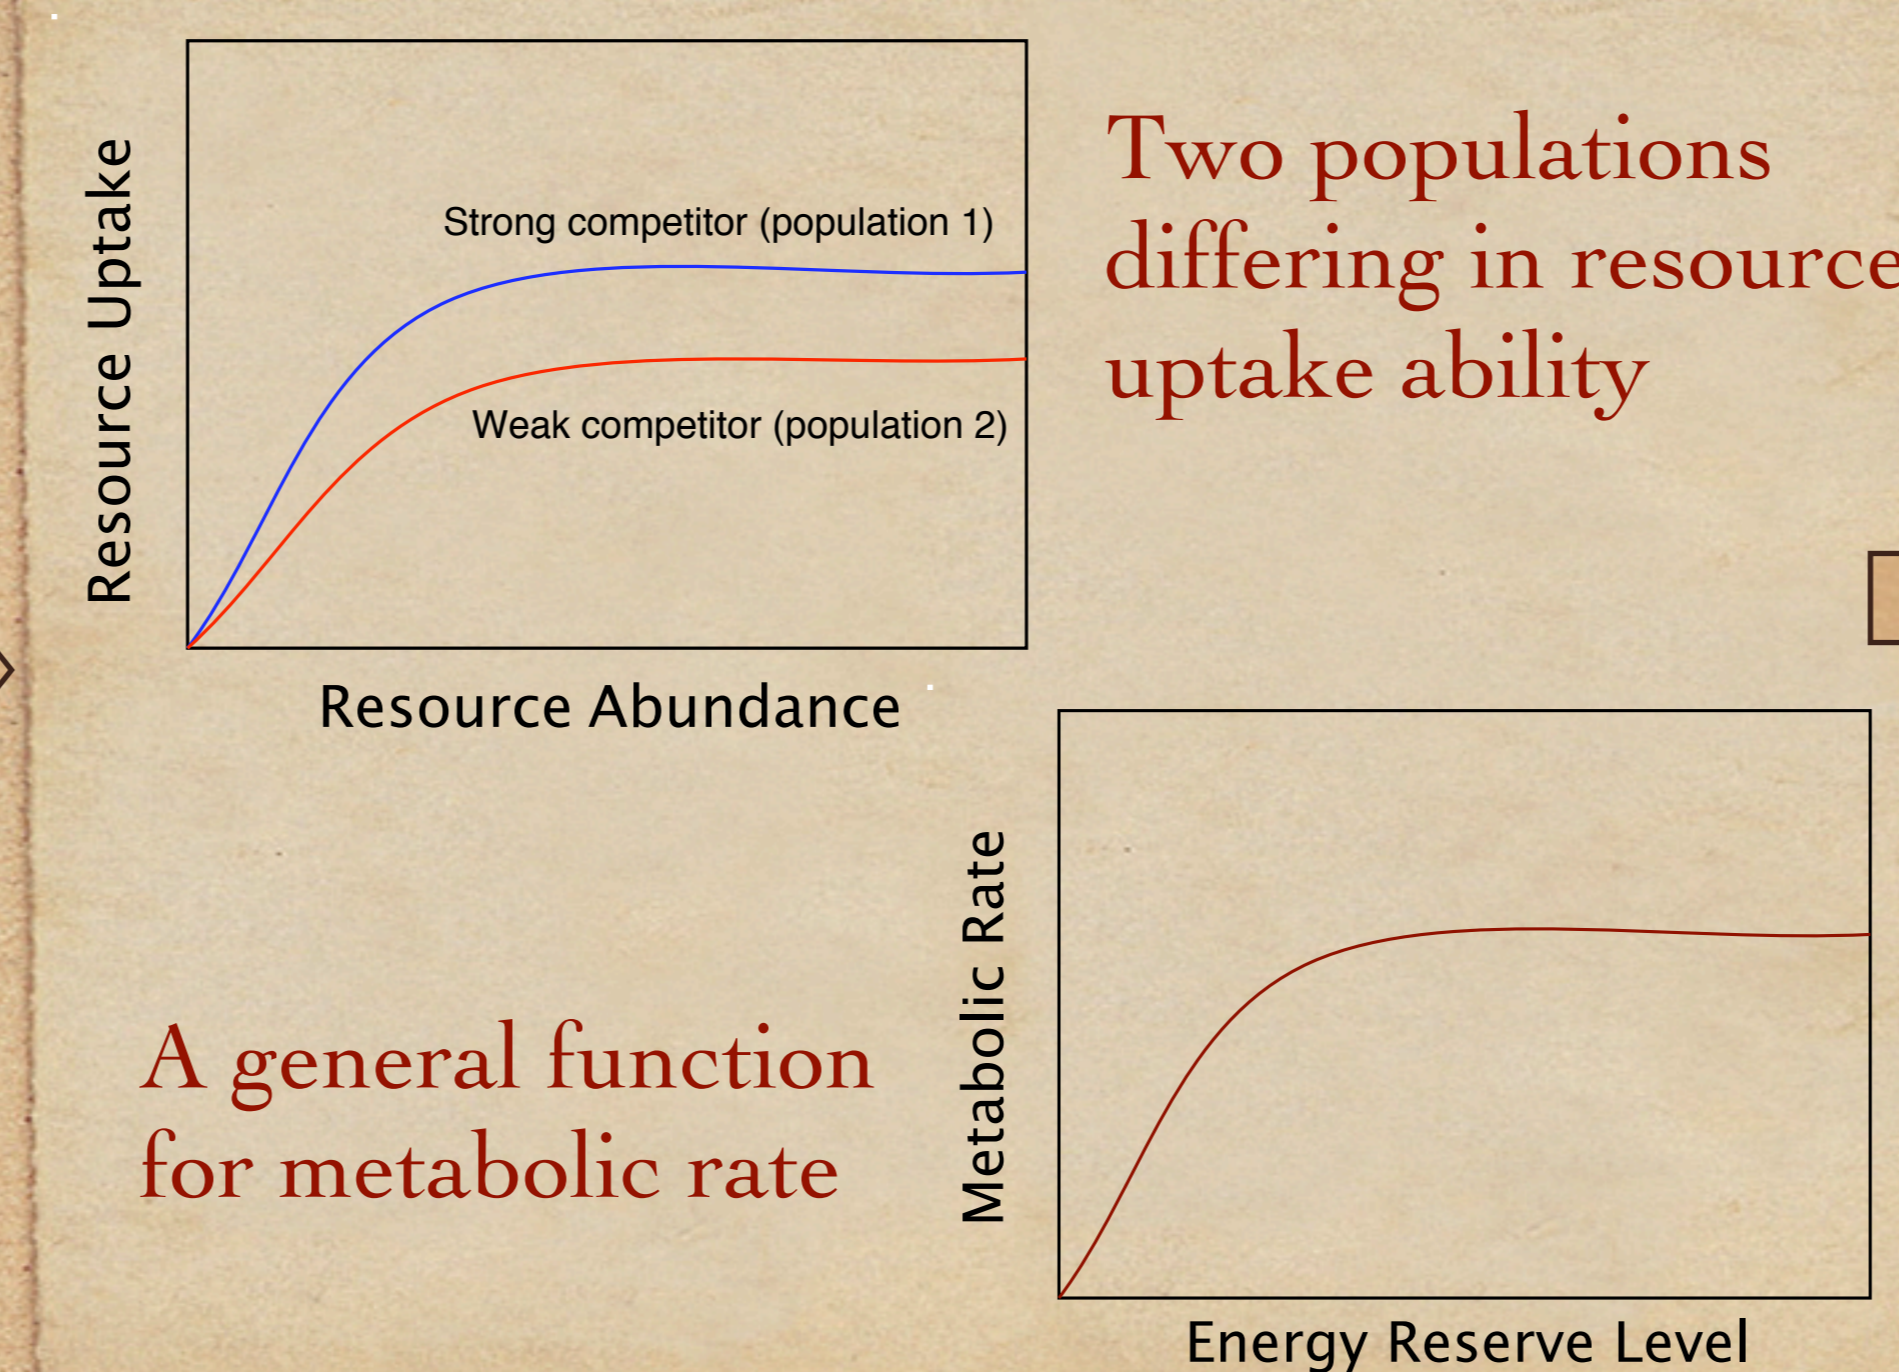 Resource Uptake
Strong competitor (population 1)
Weak competitor (population 2)
Resource Abundance
Two populations
differing in resource
uptake ability
A general function
for metabolic rate
Metabolic Rate
Energy Reserve Level